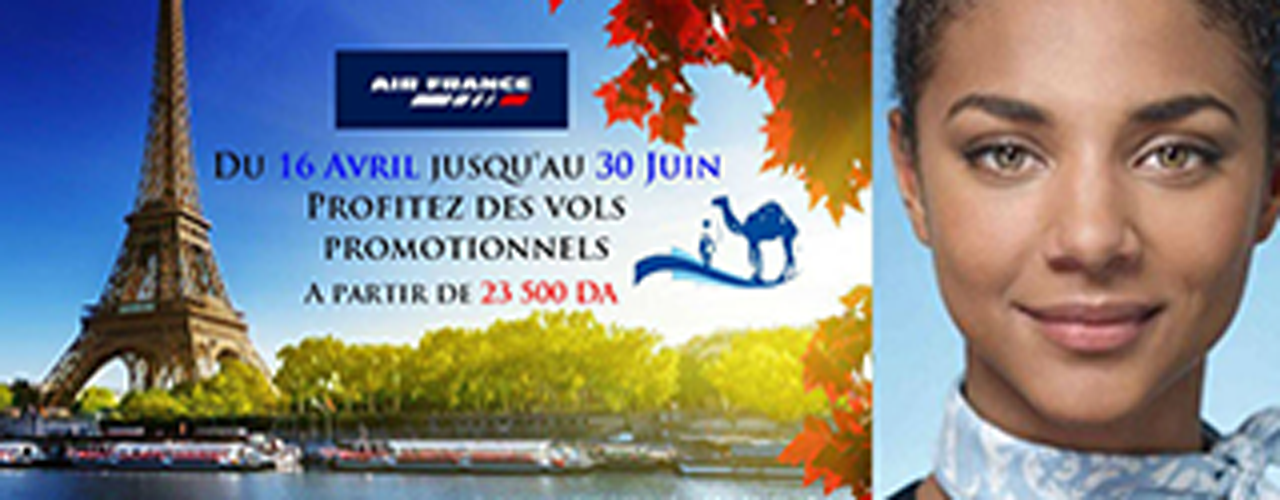 AIR FRANCE
DU 16 AVRIL JUSQU'AU 30 JUIN
PROFITEZ DES VOLS
PROMOTIONNELS
A PARTIR DE 23 500 DA